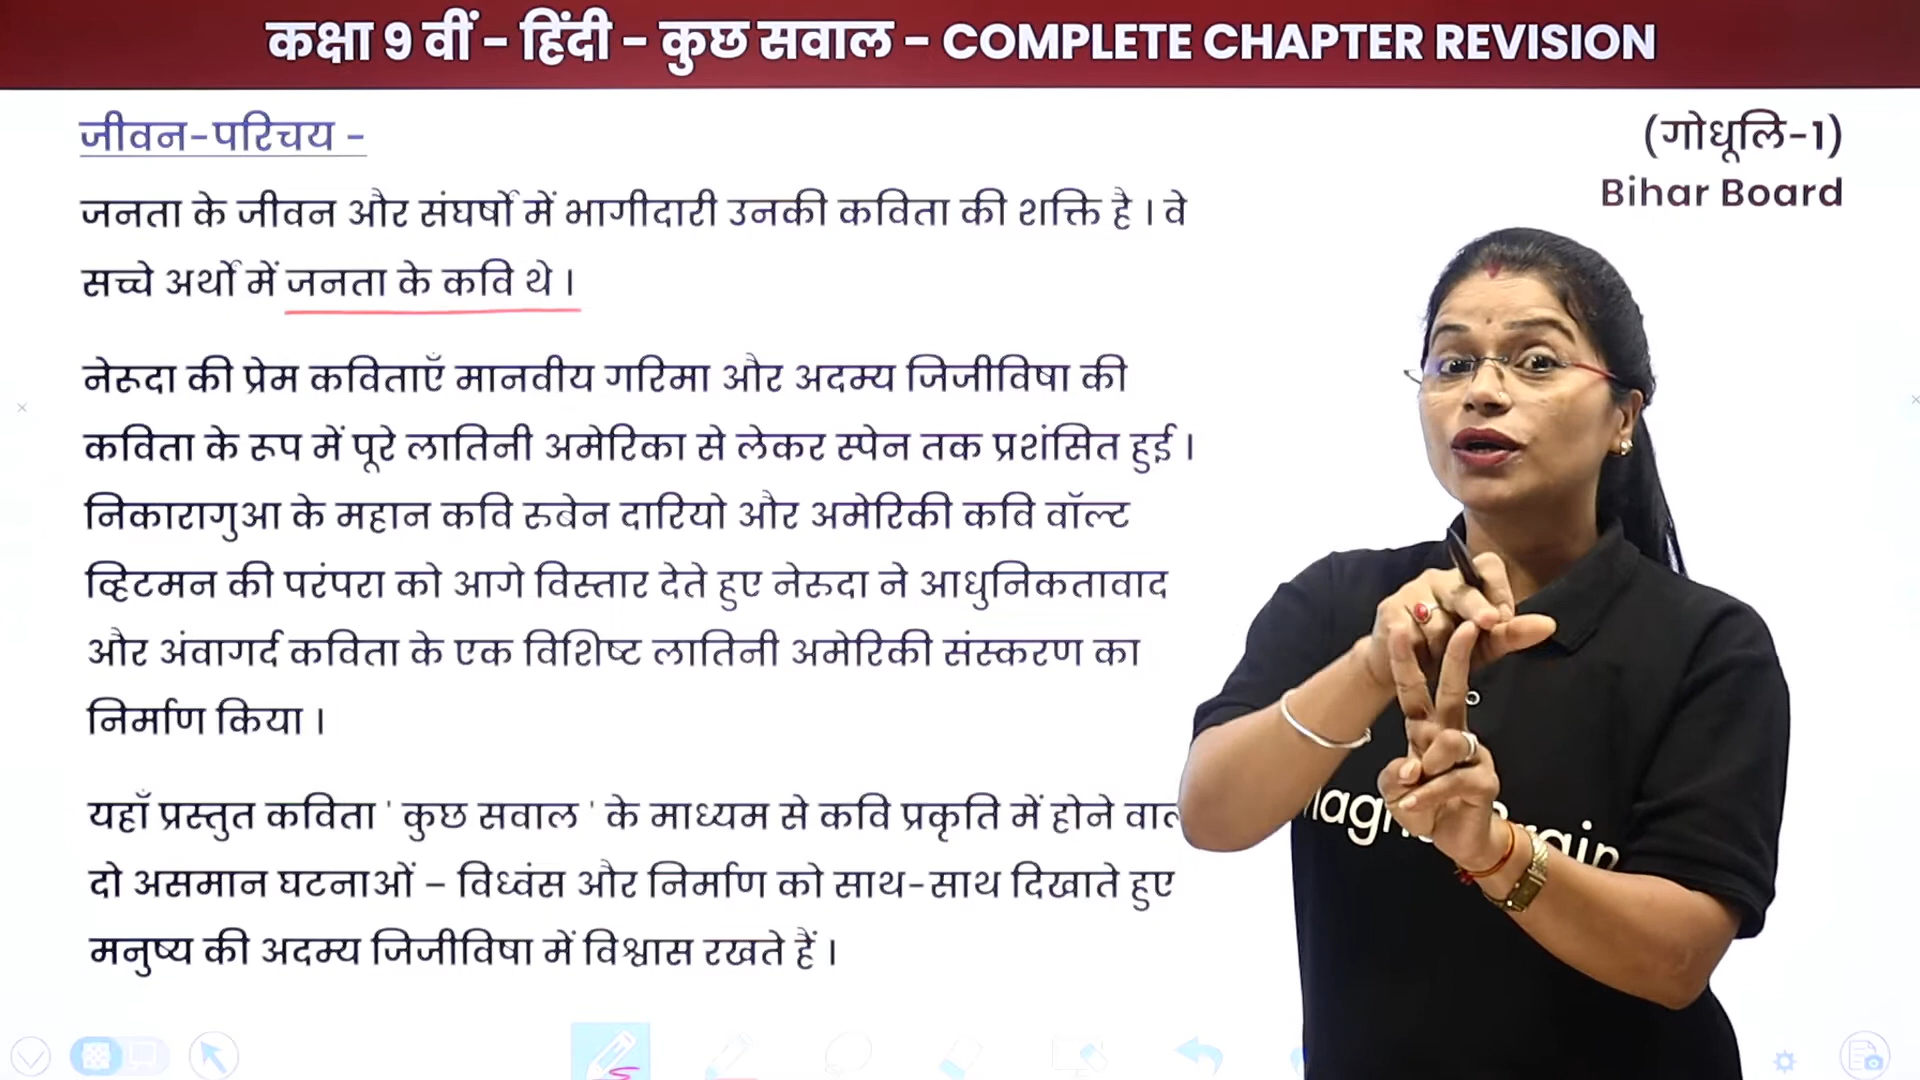 कक्षा 9 वीं - हिंदी - कुछ सवाल - COMPLETE CHAPTER REVISION
जीवन-परिचय -
(गोधूलि-1)
Bihar Board
जनता के जीवन और संघर्षो में भागीदारी उनकी कविता की शक्ति है । वे
सच्चे अर्थो में जनता के कवि थे ।
नेरूदा की प्रेम कविताएँ मानवीय गरिमा और अदम्य जिजीविषा की
कविता के रूप में पूरे लातिनी अमेरिका से लेकर स्पेन तक प्रशंसित हुई ।
निकारागुआ के महान कवि रुबेन दारियो और अमेरिकी कवि वॉल्ट
व्हिटमन की परंपरा को आगे विस्तार देते हुए नेरुदा ने आधुनिकतावाद
और अंवागर्द कविता के एक विशिष्ट लातिनी अमेरिकी संस्करण का
निर्माण किया ।
यहाँ प्रस्तुत कविता ' कुछ सवाल ' के माध्यम से कवि प्रकृति में होने
दो असमान घटनाओं – विध्वंस और निर्माण को साथ-साथ दिखाते हुए
मनुष्य की अदम्य जिजीविषा में विश्वास रखते हैं ।